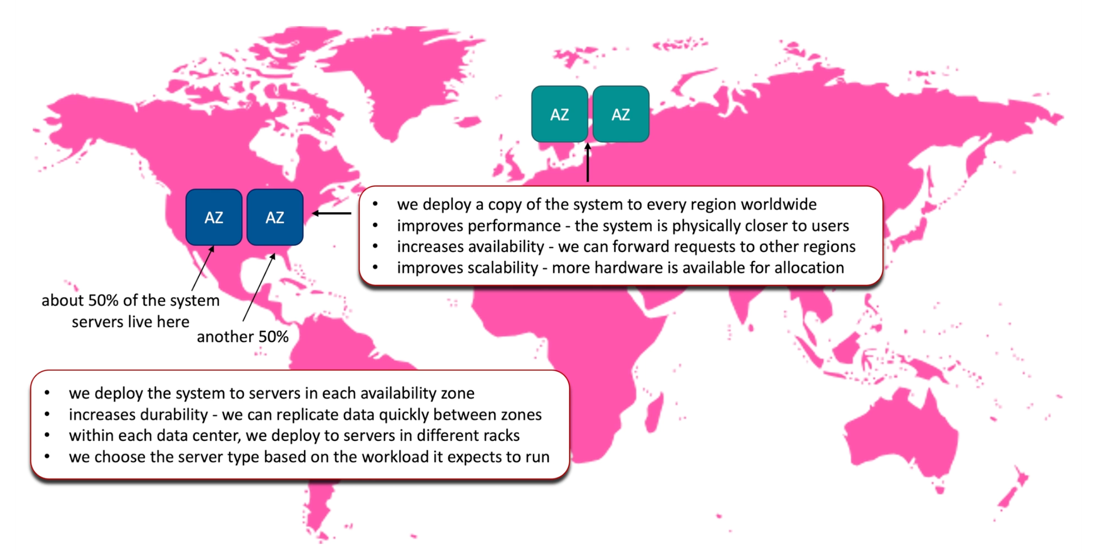 AZ AZ
AZ AZ
• we deploy a copy of the system to every region worldwide
• improves performance - the system is physically closer to users
• increases availability - we can forward requests to other regions
• improves scalability - more hardware is available for allocation
about 50% of the system
servers live here
another 50%
• we deploy the system to servers in each availability zone
• increases durability - we can replicate data quickly between zones
• within each data center, we deploy to servers in different racks
• we choose the server type based on the workload it expects to run